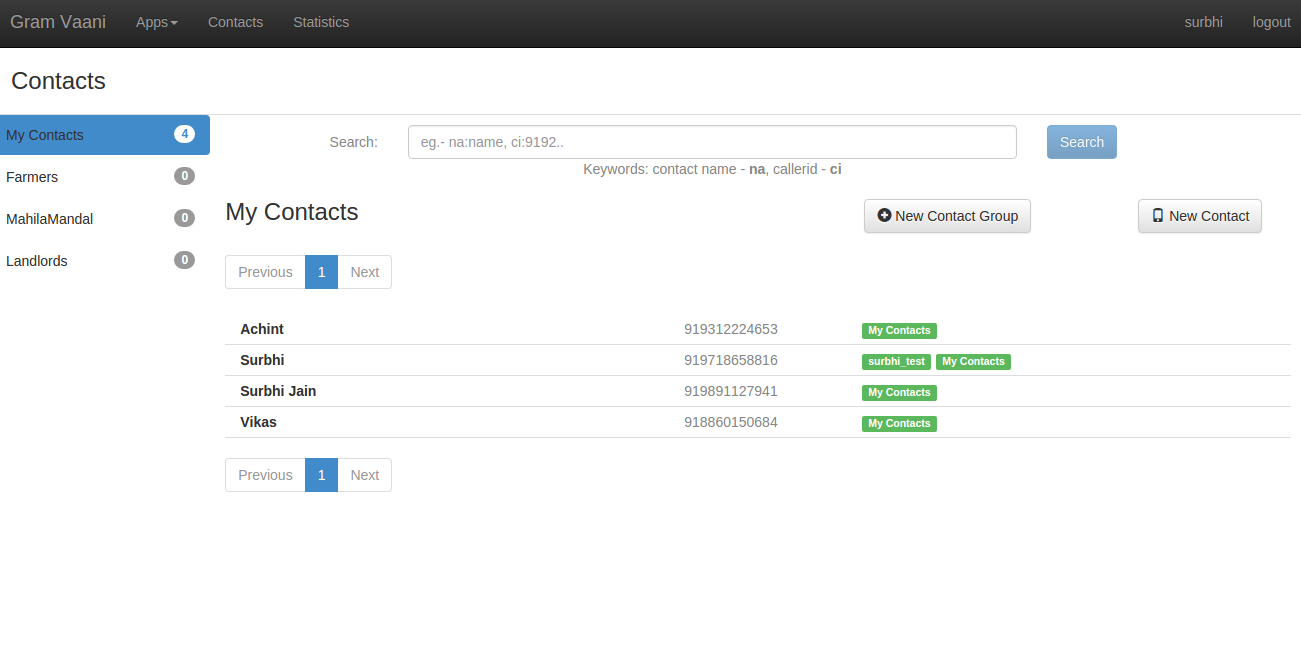 Gram Vaani Apps Contacts Statistics surbhi logout
Contacts
My Contacts 4
Farmers 0
MahilaMandal 0
Landlords 0
Search: eg.- na:name, ci:9192.. Search
Keywords: contact name - na, callerid - ci
My Contacts New Contact Group New Contact
Previous 1 Next
Achint 919312224653 My Contacts
Surbhi 919718658816 surbhi_test My Contacts
Surbhi Jain 919891127941 My Contacts
Vikas 918860150684 My Contacts
Previous 1 Next